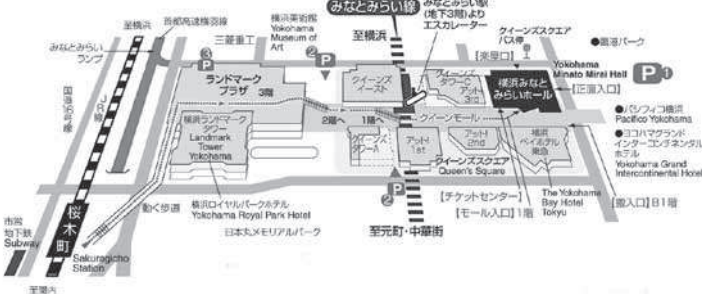 みなとみらい線
みなとみらい駅
(地下3階)より
エスカレーター
至横浜
首都高速横羽線
みなとみらい
ランプ
三菱重工
横浜美術館
Yokohama
Museum of
Art
至横浜
クイーンズスクエア
バス停
●臨港パーク
【楽屋口】
Yokohama
Minato Mirai Hall
横浜みなと
みらいホール
【正面入口】
P 1
P 2
P 3
ランドマーク
プラザ 3階
クイーンズ
イースト
クイーンズ
タワーC
アット!
3rd
●パシフィコ横浜
Pacifico Yokohama
●ヨコハマグランド
インターコンチネンタル
ホテル
Yokohama Grand
Intercontinental Hotel
国道16号線
JR線
横浜ランドマーク
タワー
Landmark
Tower
Yokohama
2階へ
1階へ
クイーンモール
クイーンズ
タワーA
アット!
1st
アット!
2nd
横浜
ベイホテル
東急
クイーンズスクエア
Queen's Square
The Yokohama
Bay Hotel
Tokyu
【チケットセンター】
【モール入口】1階
【搬入口】B1階
P 2
動く歩道
横浜ロイヤルパークホテル
Yokohama Royal Park Hotel
日本丸メモリアルパーク
至元町・中華街
市営
地下鉄
Subway
桜木町
Sakuragicho
Station
至関内